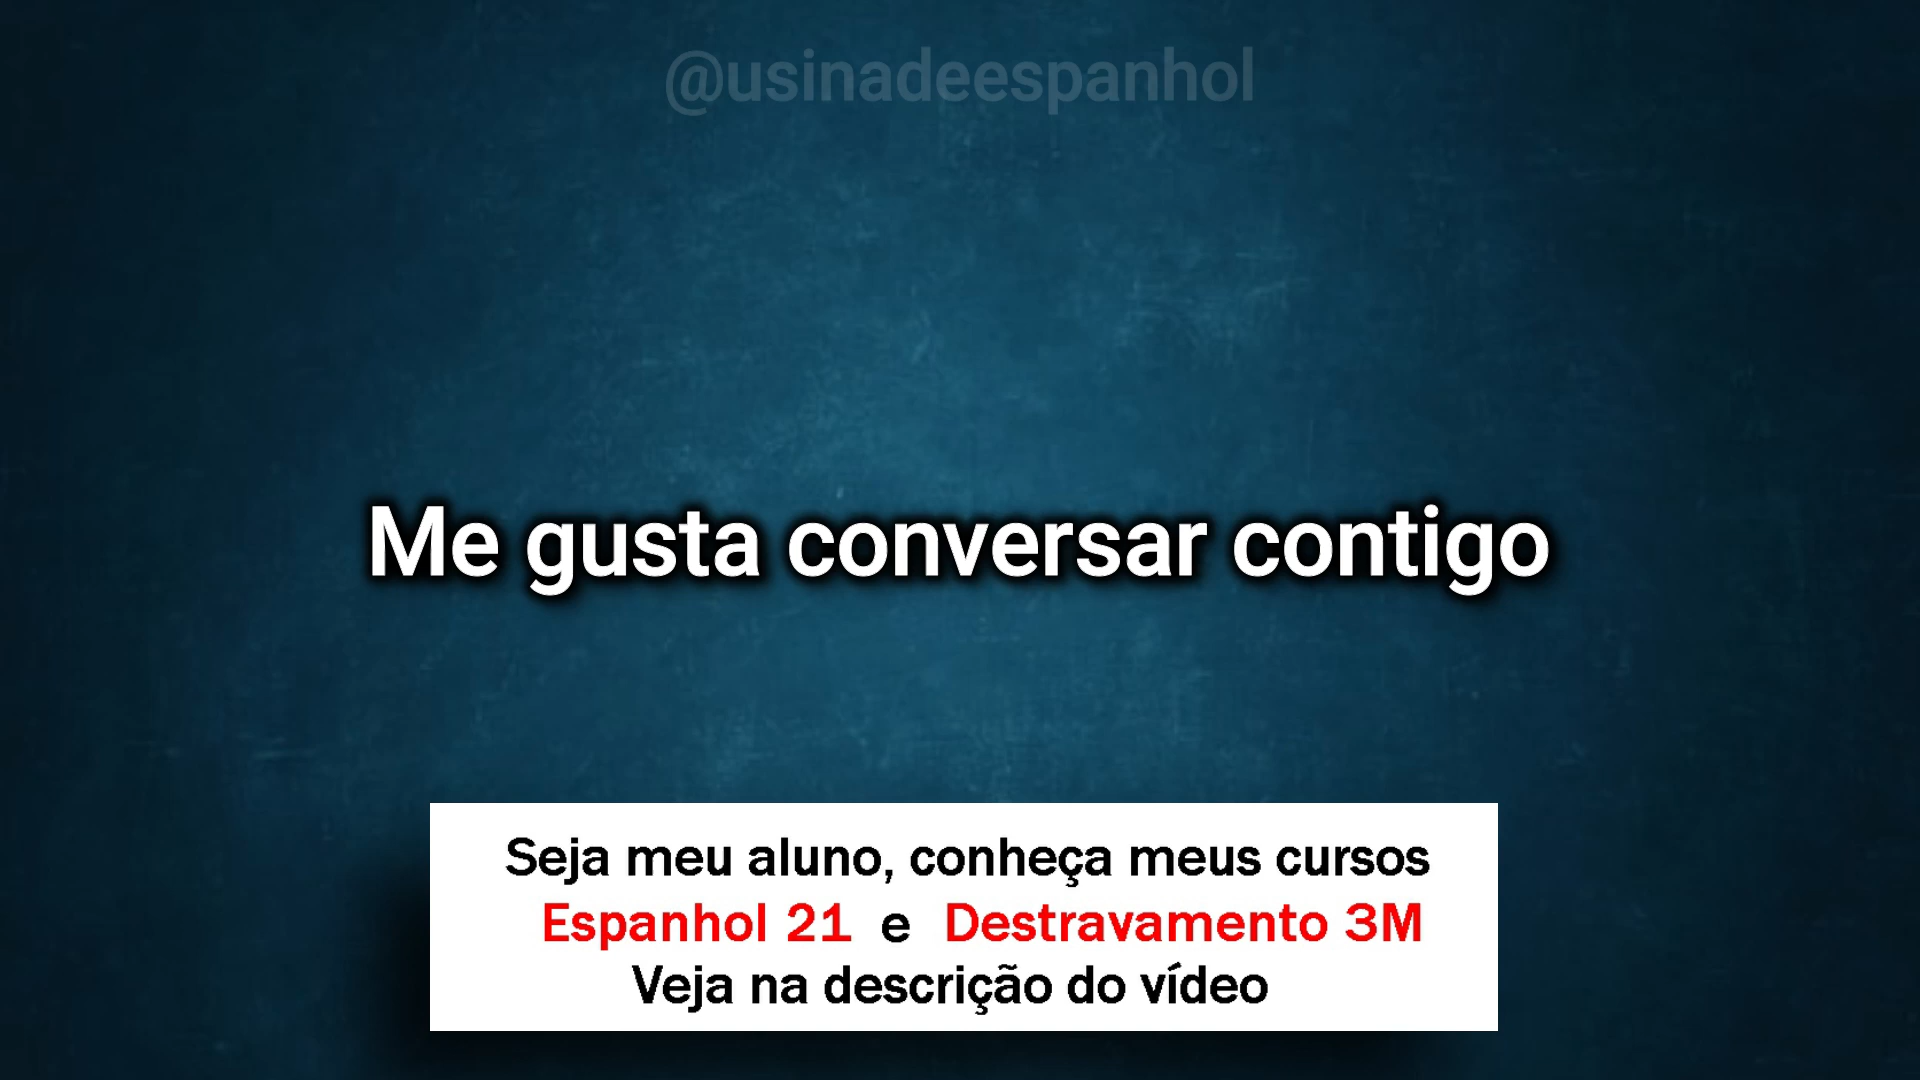 @usinadeespanhol
Me gusta conversar contigo
Seja meu aluno, conheça meus cursos
Espanhol 21 e Destravamento 3M
Veja na descrição do vídeo